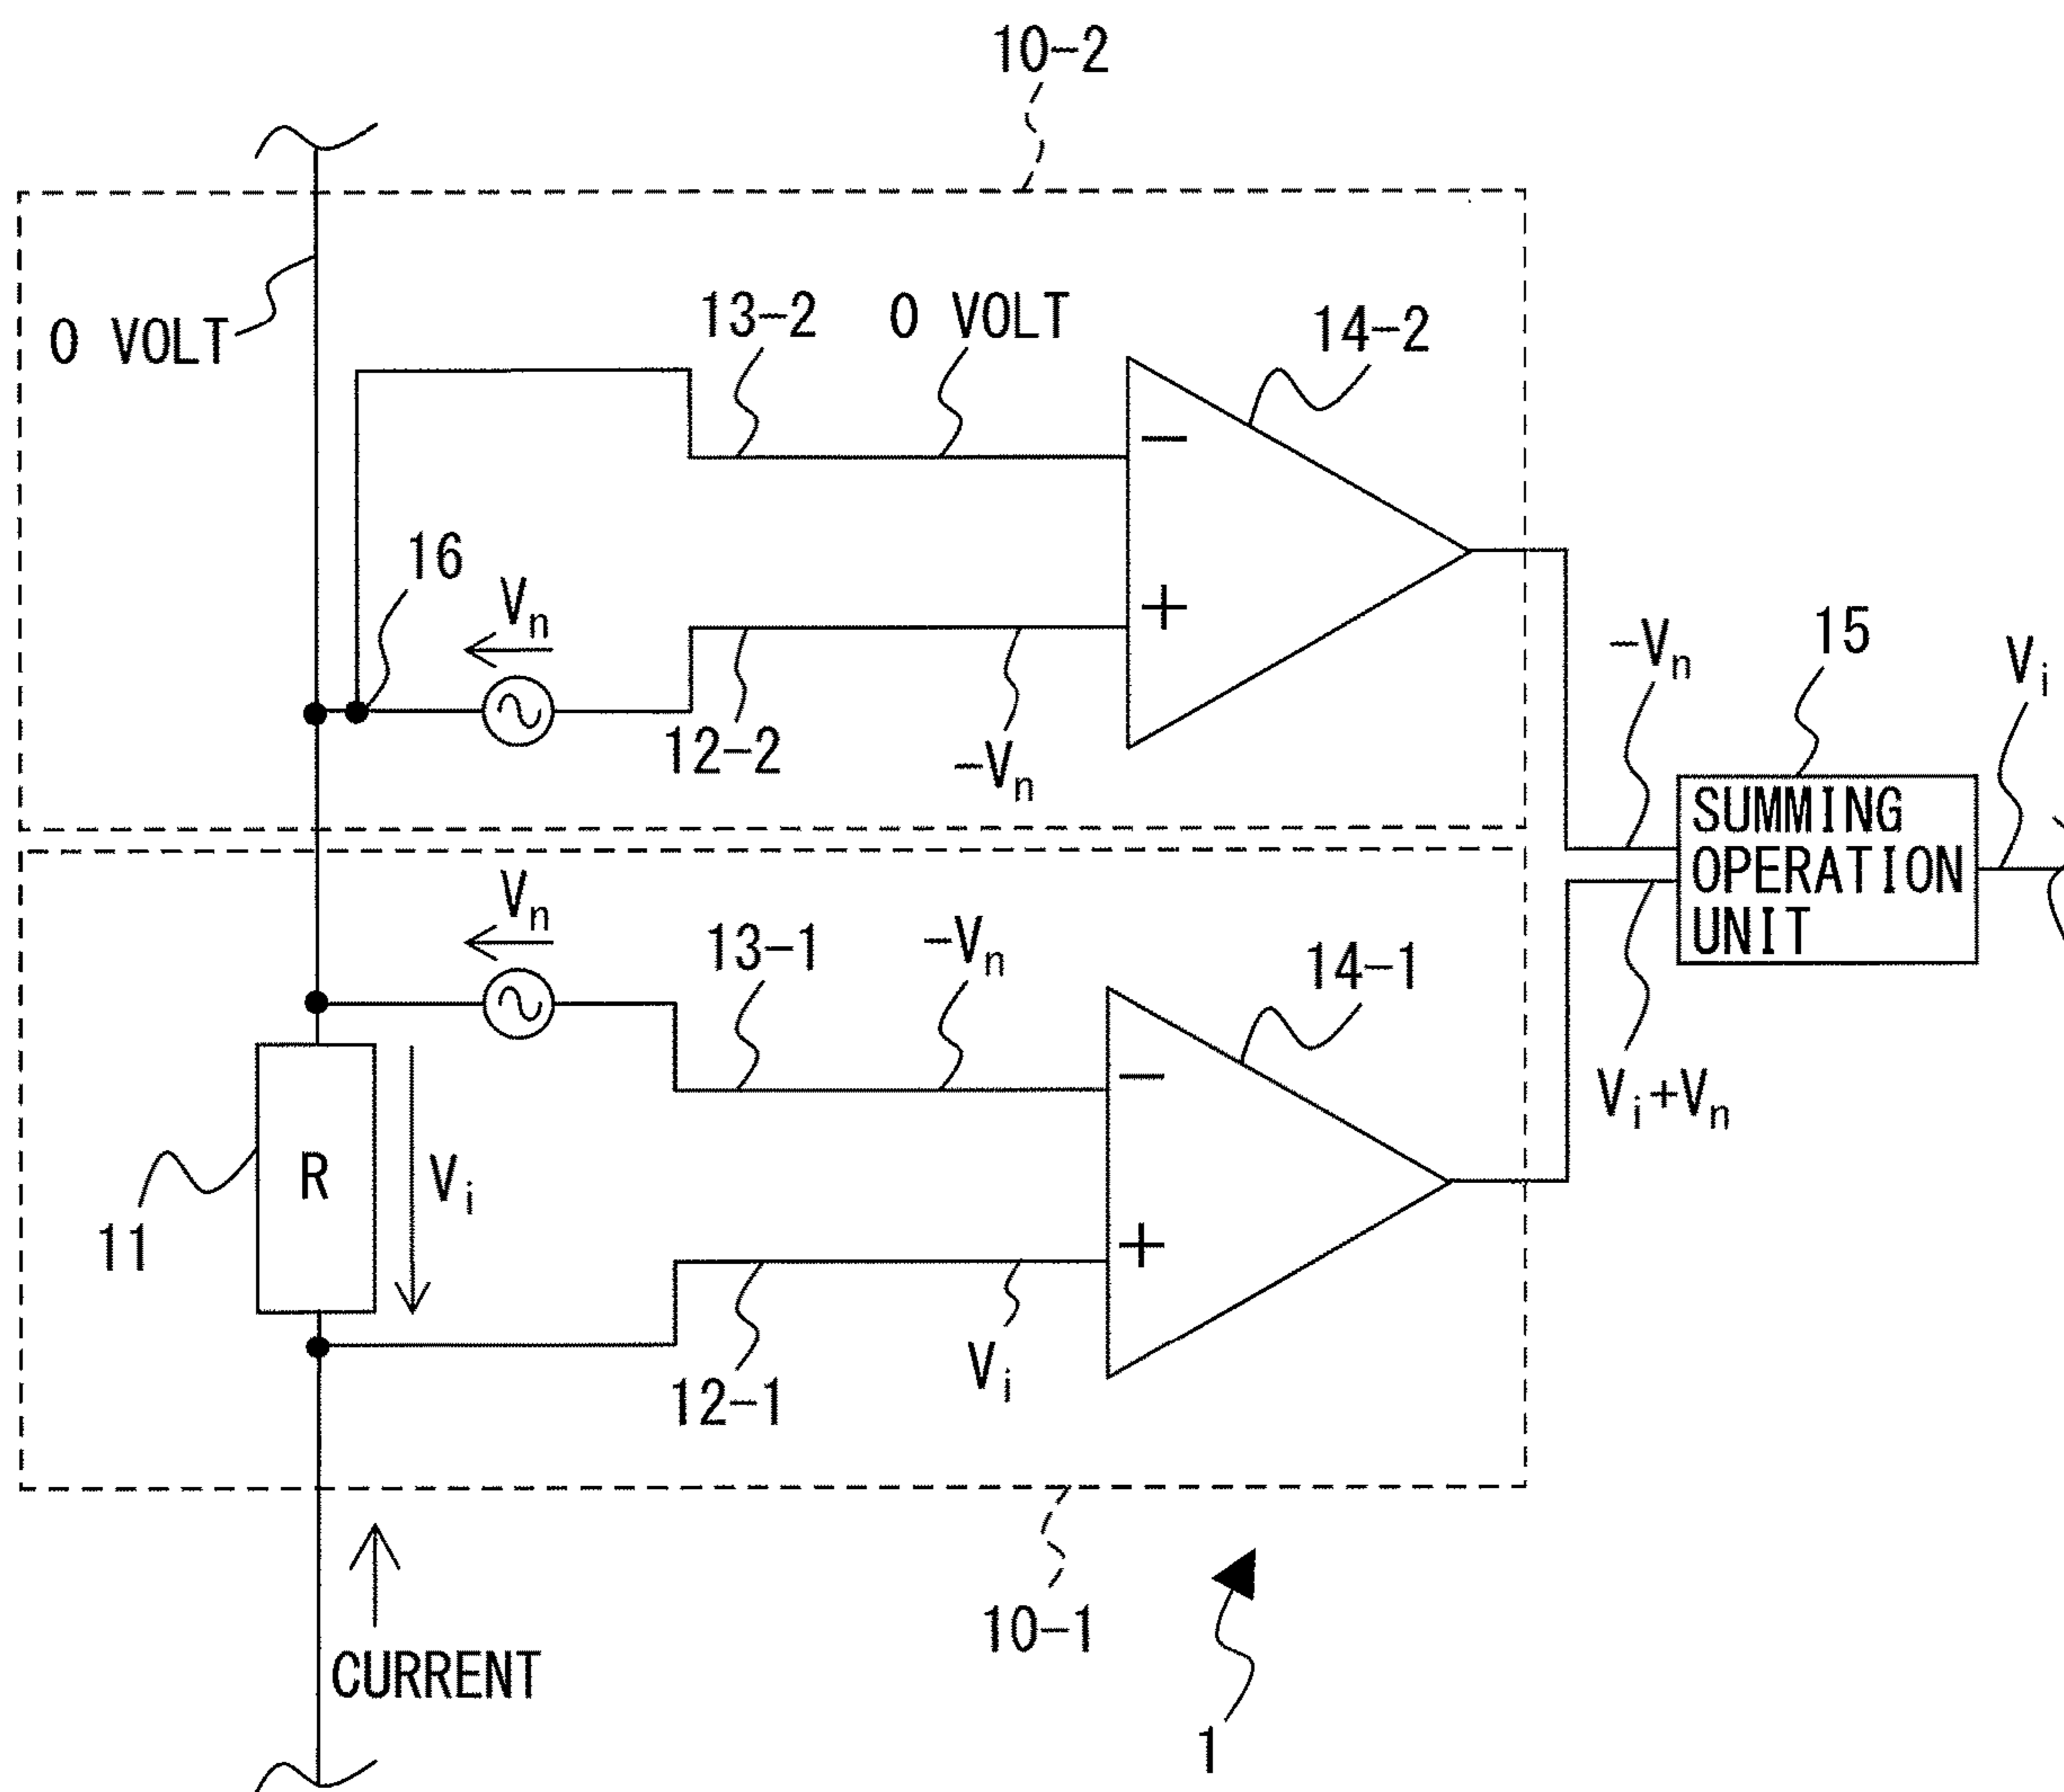 10-2
0 VOLT
13-2
0 VOLT
14-2
−
+
16
Vn
12-2
-Vn
-Vn
15
Vi
SUMMING
OPERATION
UNIT
Vn
13-1
-Vn
14-1
−
+
Vi+Vn
11
R
Vi
12-1
Vi
10-1
CURRENT
1